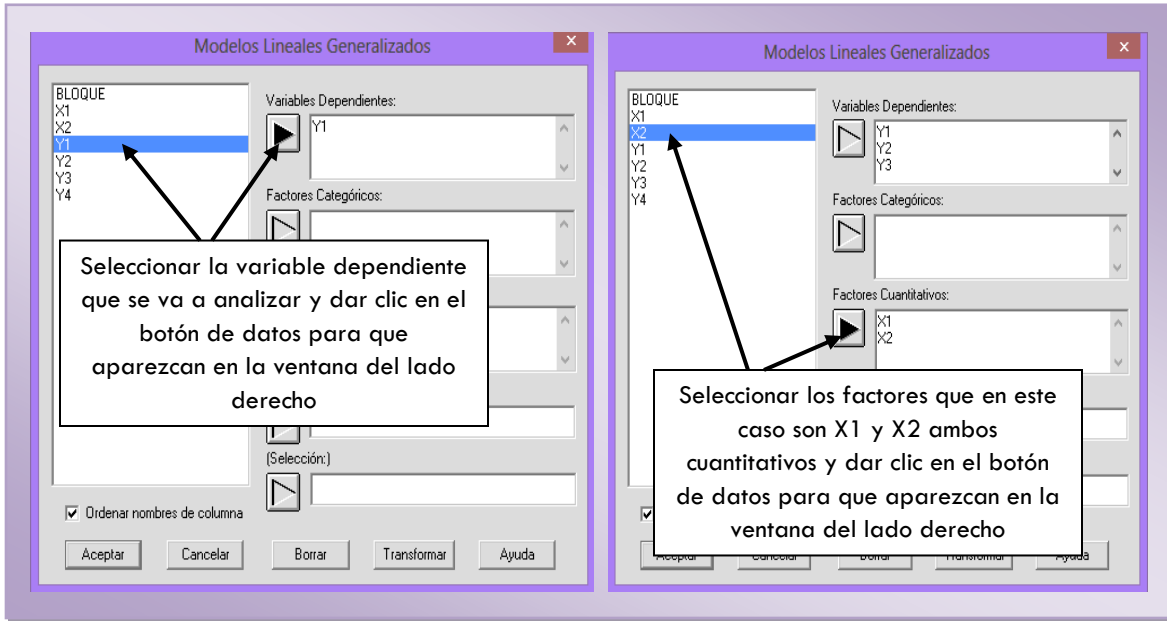 Modelos Lineales Generalizados
BLOQUE
X1
X2
Y1
Y2
Y3
Y4
Variables Dependientes:
Y1
Factores Categóricos:
Seleccionar la variable dependiente
que se va a analizar y dar clic en el
botón de datos para que
aparezcan en la ventana del lado
derecho
(Selección:)
Ordenar nombres de columna
Aceptar
Cancelar
Borrar
Transformar
Ayuda
Modelos Lineales Generalizados
BLOQUE
X1
X2
Y1
Y2
Y3
Y4
Variables Dependientes:
Y1
Y2
Y3
Factores Categóricos:
Factores Cuantitativos:
X1
X2
Seleccionar los factores que en este
caso son X1 y X2 ambos
cuantitativos y dar clic en el botón
de datos para que aparezcan en la
ventana del lado derecho
Aceptar
Cancelar
Borrar
Transformar
Ayuda